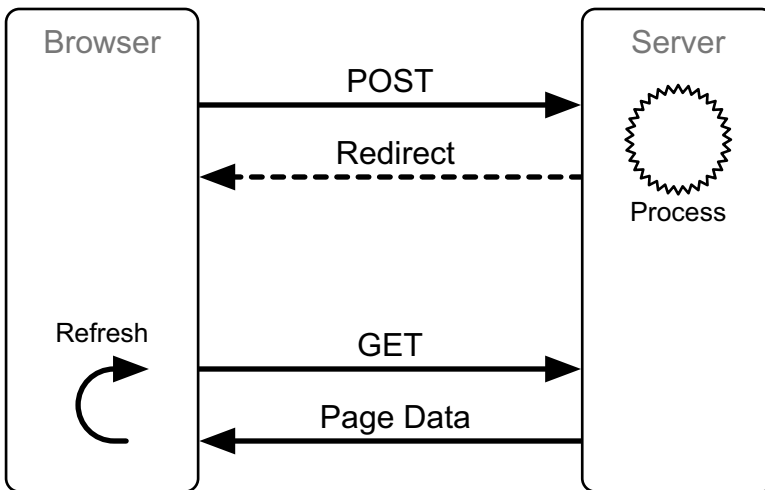 Browser
Server
POST
Redirect
Process
Refresh
GET
Page Data